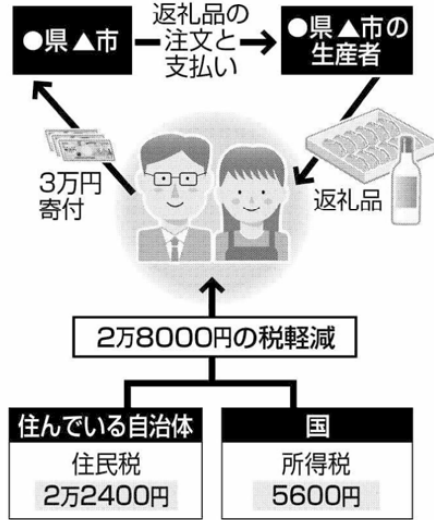 ●県▲市
返礼品の
注文と
支払い
●県▲市の
生産者
3万円
寄付
返礼品
2万8000円の税軽減
住んでいる自治体
住民税
2万2400円
国
所得税
5600円